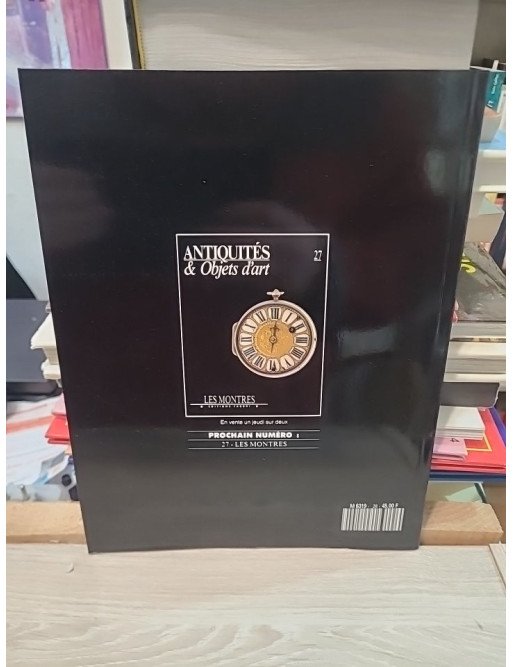 ANTIQUITÉS 27
& Objets d'art
LES MONTRES
En vente un jeudi sur deux
PROCHAIN NUMÉRO :
27 - LES MONTRES